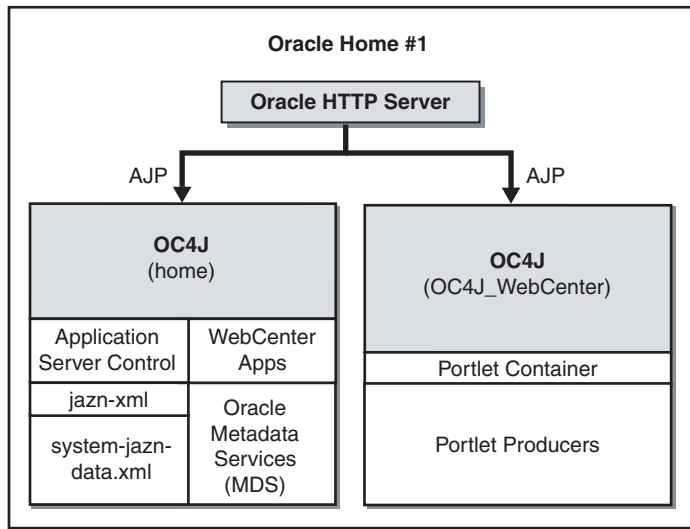 Oracle Home #1
Oracle HTTP Server
AJP
AJP
OC4J
(home)
Application
Server Control
WebCenter
Apps
jazn-xml
system-jazn-
data.xml
Oracle
Metadata
Services
(MDS)
OC4J
(OC4J_WebCenter)
Portlet Container
Portlet Producers